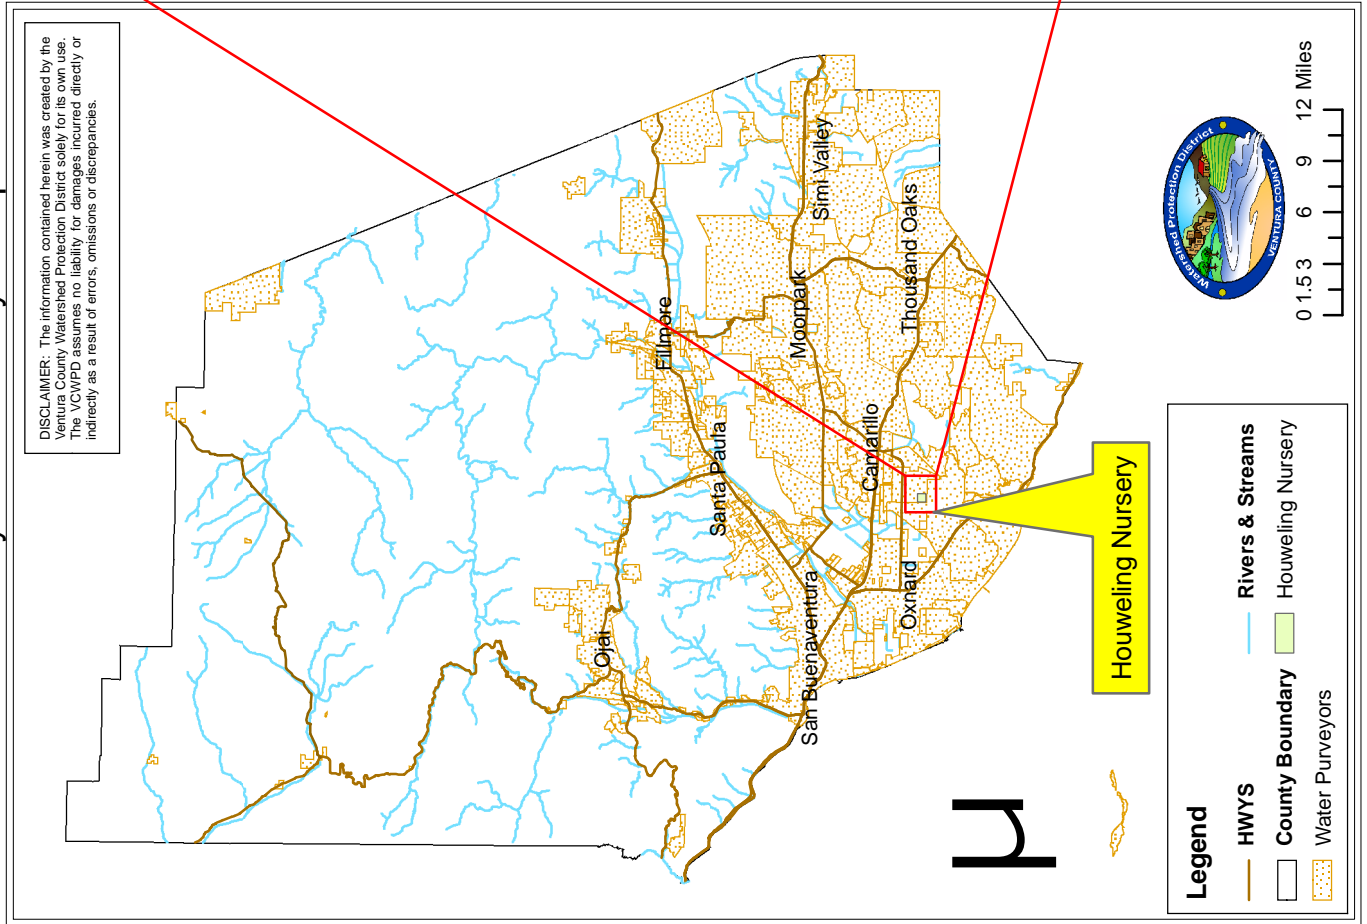 DISCLAIMER: The information contained herein was created by the
Ventura County Watershed Protection District solely for its own use.
The VCWPD assumes no liability for damages incurred directly or
indirectly as a result of errors, omissions or discrepancies.
Ojai
Fillmore
Santa Paula
San Buenaventura
Moorpark
Simi Valley
Camarillo
Thousand Oaks
Oxnard
Houweling Nursery
µ
Legend
HWYS
County Boundary
Water Purveyors
Rivers & Streams
Houweling Nursery
Watershed Protection District
VENTURA COUNTY
0 1.5 3 6 9 12 Miles